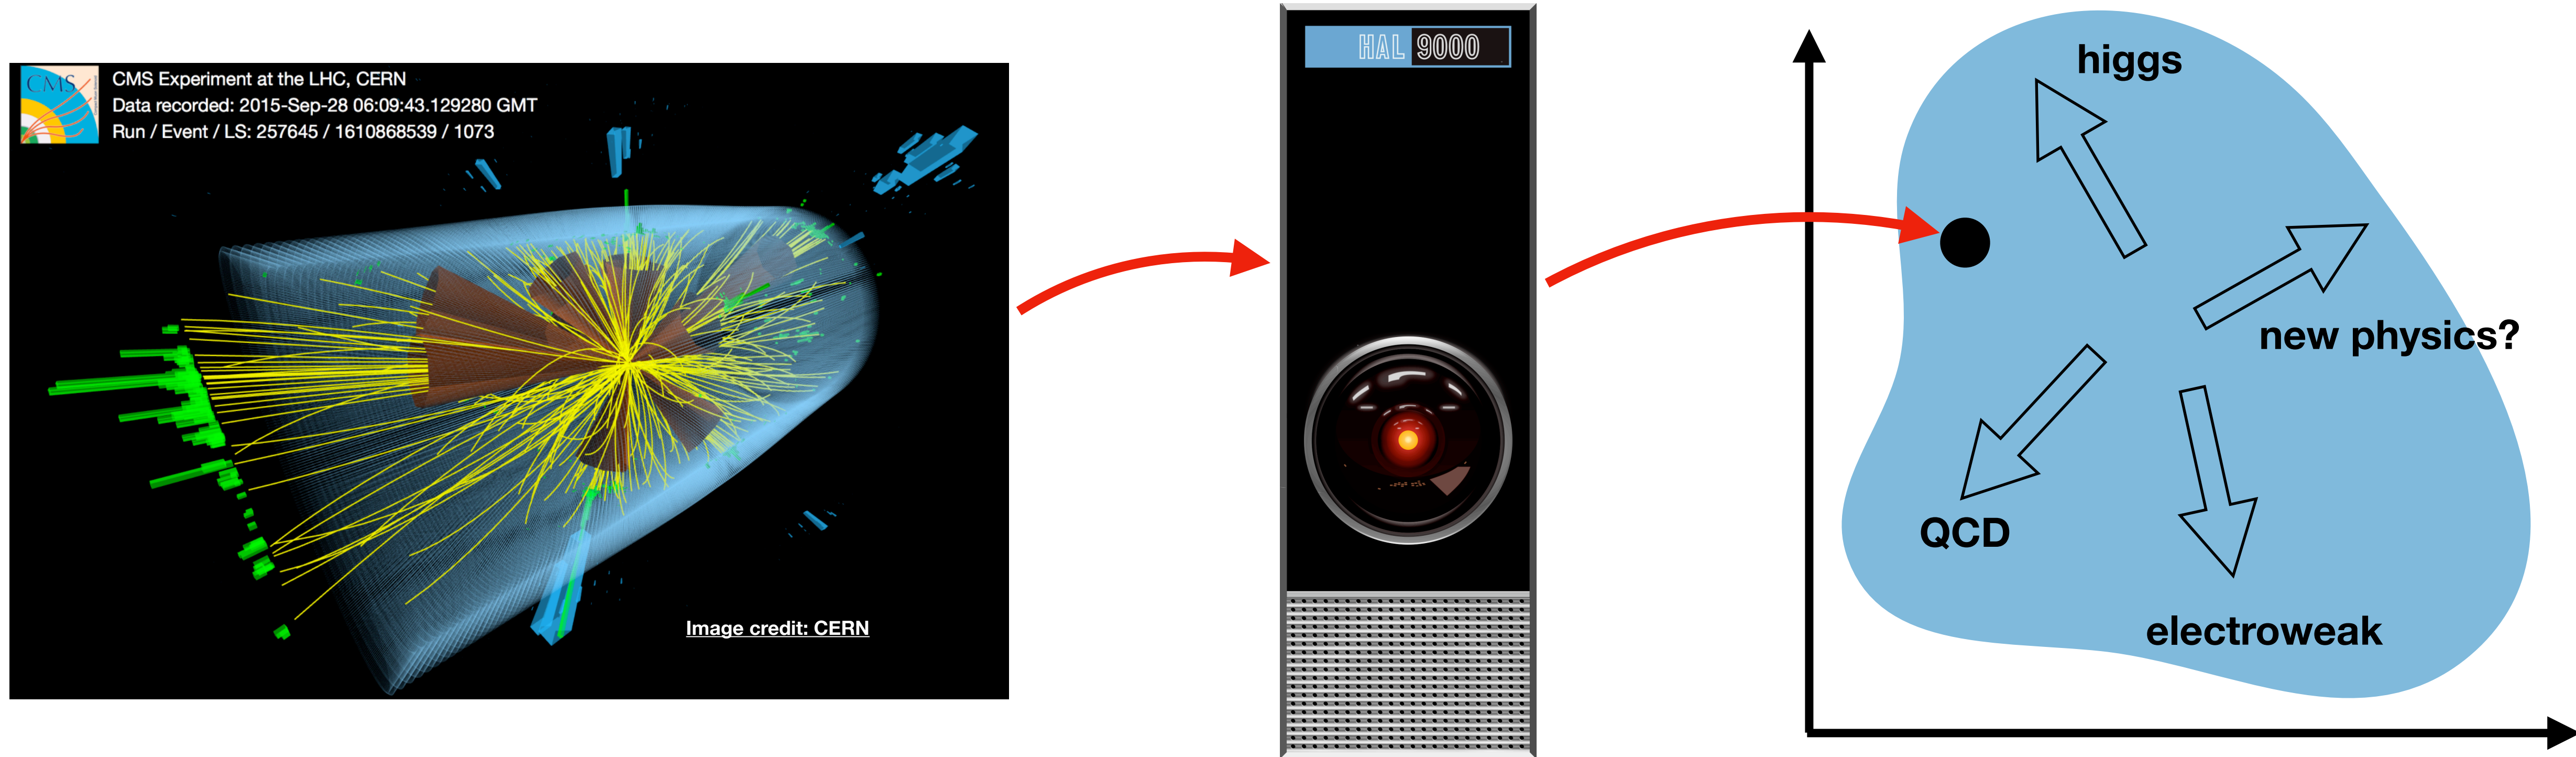 CMS
CMS Experiment at the LHC, CERN
Data recorded: 2015-Sep-28 06:09:43.129280 GMT
Run / Event / LS: 257645 / 1610868539 / 1073
Image credit: CERN
HAL 9000
higgs
new physics?
QCD
electroweak